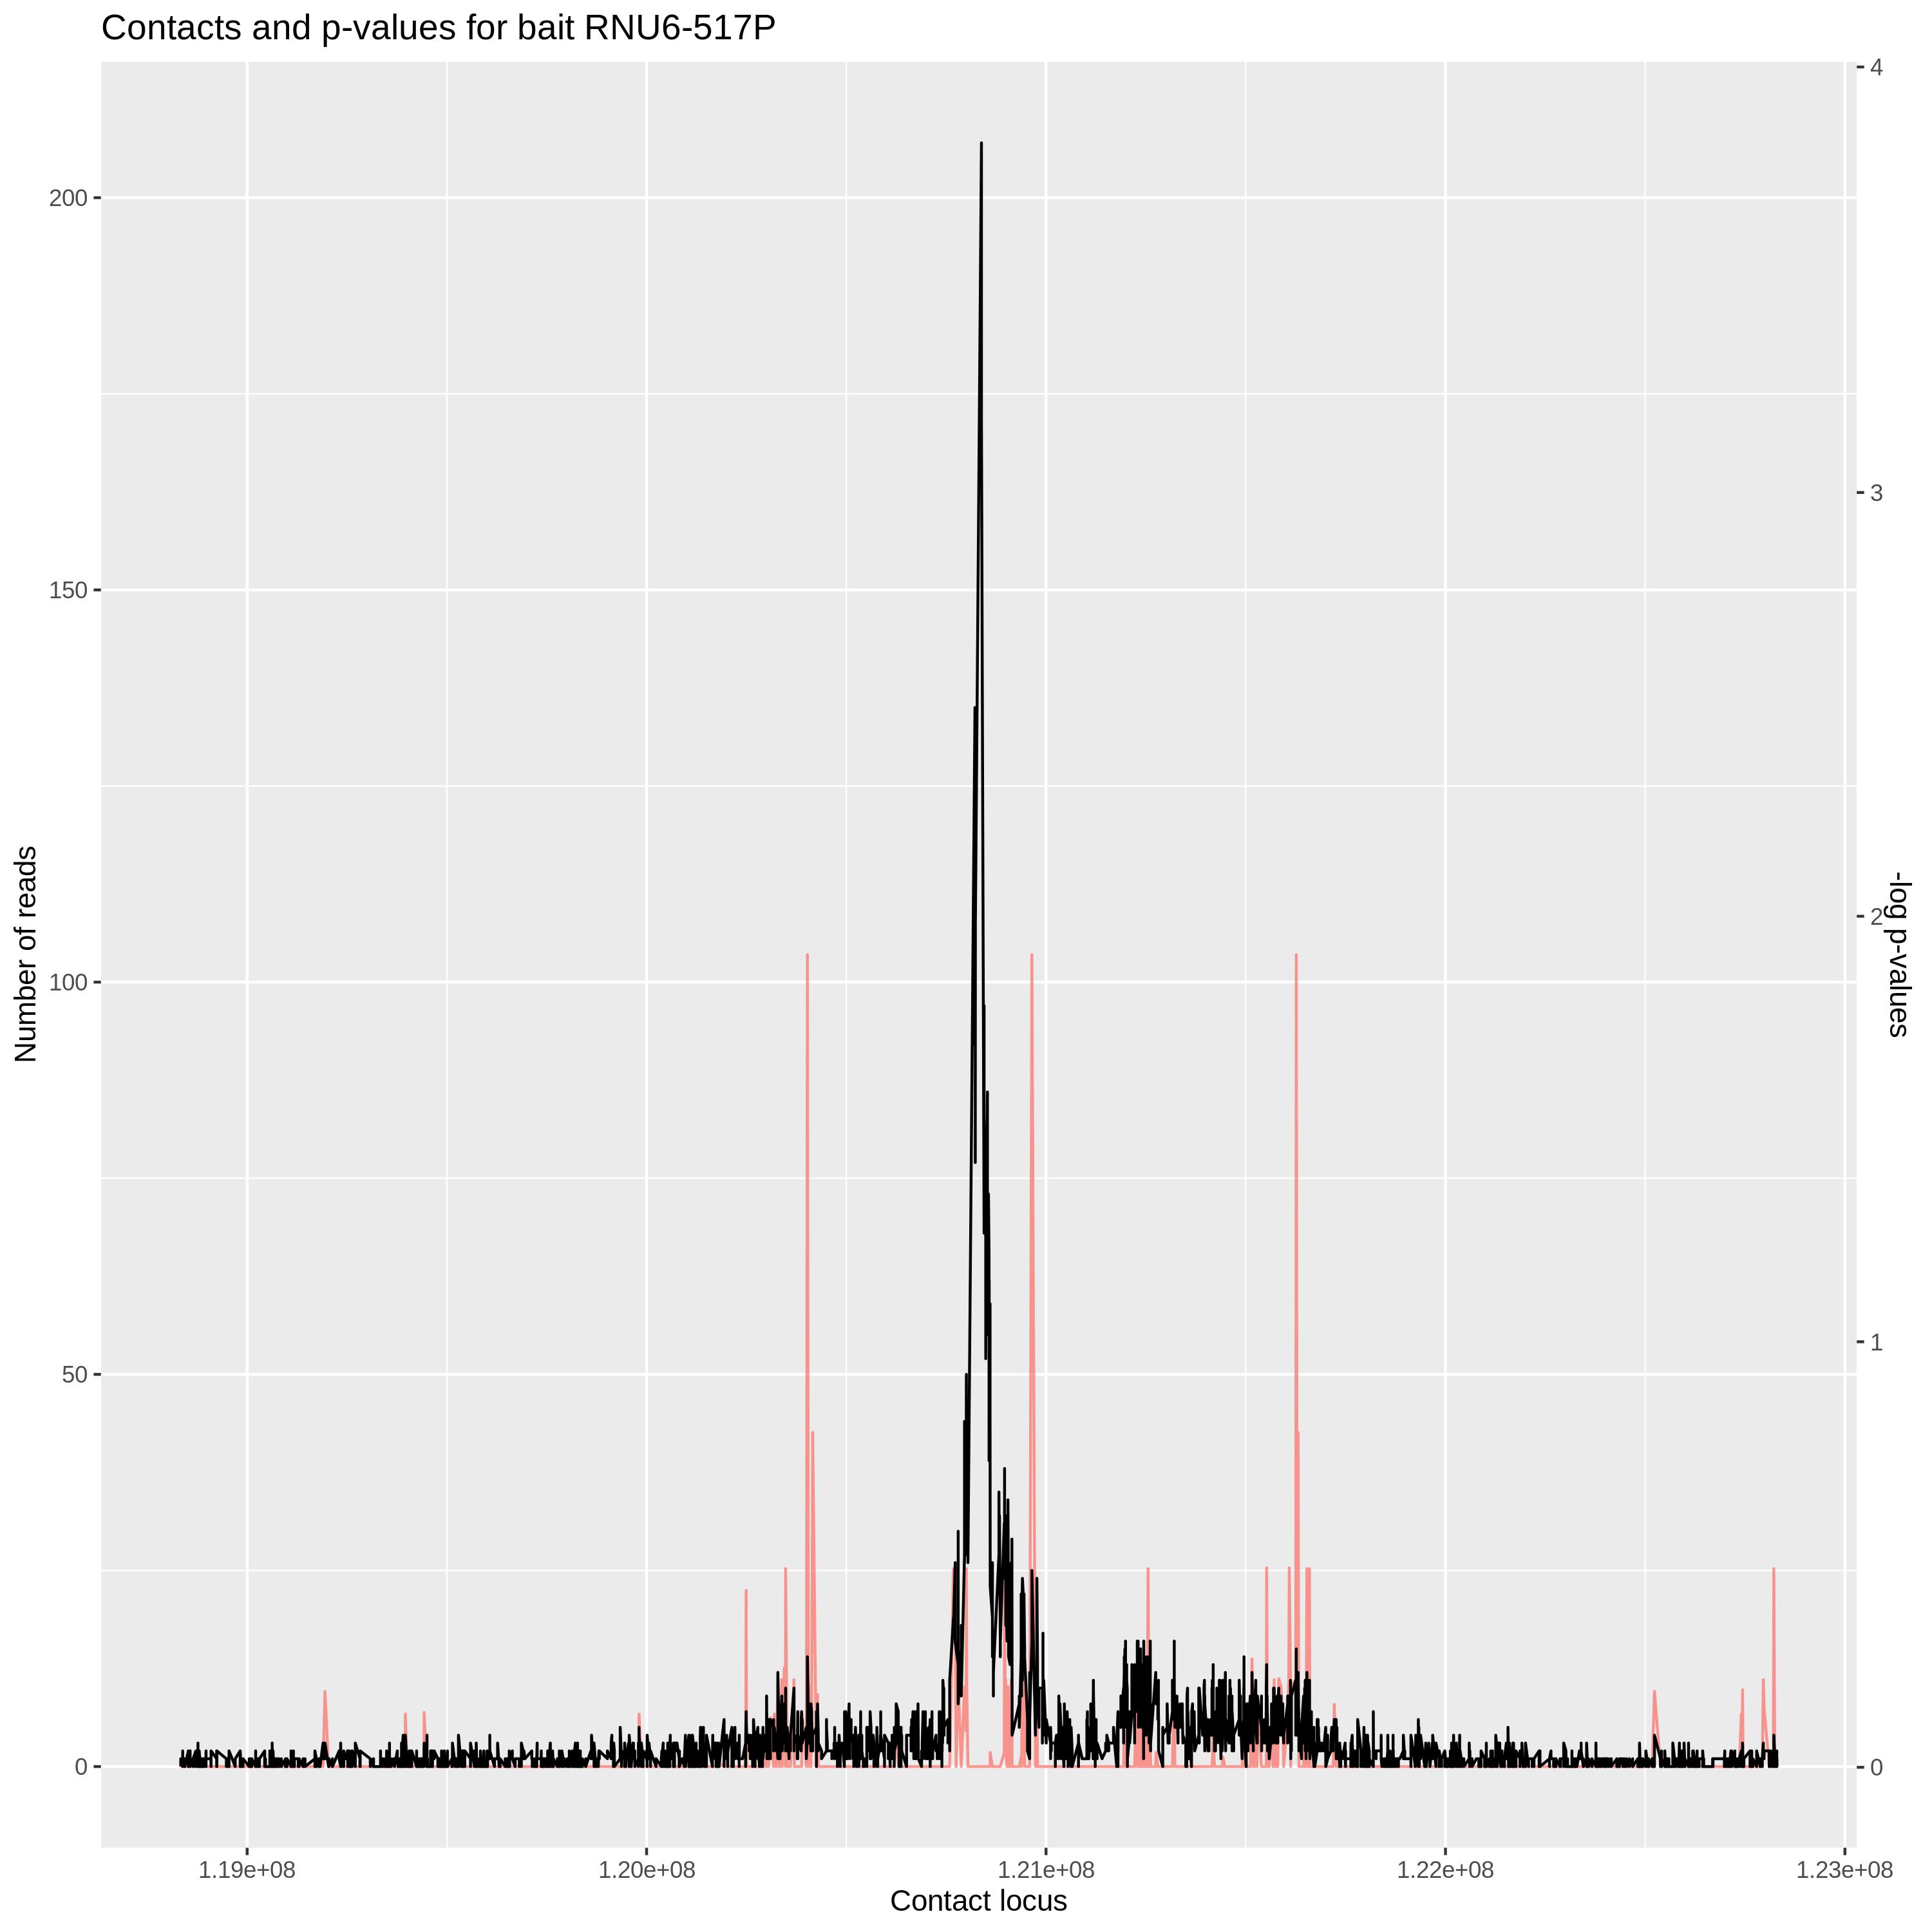 Contacts and p-values for bait RNU6-517P
200
150
100
50
0
Number of reads
4
3
2
1
0
-log p-values
1.19e+08
1.20e+08
1.21e+08
1.22e+08
1.23e+08
Contact locus